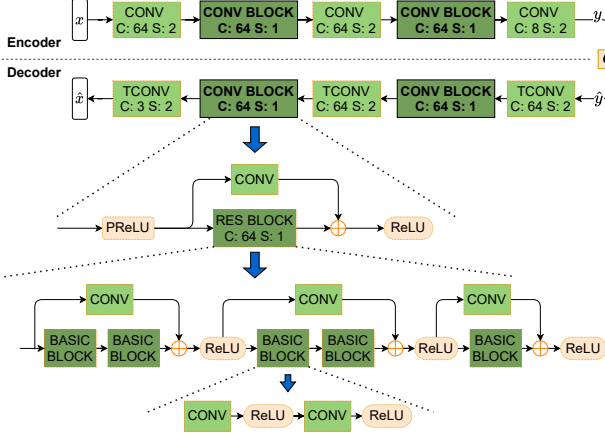 x
CONV
C: 64 S: 2
CONV BLOCK
C: 64 S: 1
CONV
C: 64 S: 2
CONV BLOCK
C: 64 S: 1
CONV
C: 8 S: 2
y
Encoder
Decoder
x̂
TCONV
C: 3 S: 2
CONV BLOCK
C: 64 S: 1
TCONV
C: 64 S: 2
CONV BLOCK
C: 64 S: 1
TCONV
C: 64 S: 2
ŷ
CONV
PReLU
RES BLOCK
C: 64 S: 1
ReLU
CONV
CONV
CONV
BASIC
BLOCK
BASIC
BLOCK
ReLU
BASIC
BLOCK
BASIC
BLOCK
ReLU
BASIC
BLOCK
ReLU
CONV
ReLU
CONV
ReLU